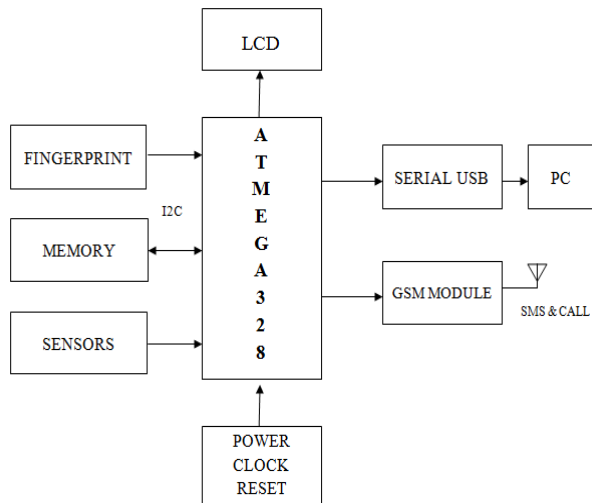 LCD
FINGERPRINT
I2C
MEMORY
SENSORS
A
T
M
E
G
A
3
2
8
SERIAL USB
PC
GSM MODULE
SMS & CALL
POWER
CLOCK
RESET